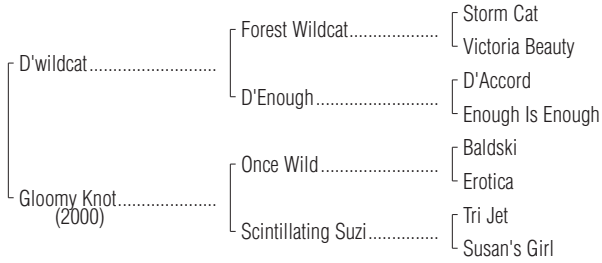 Storm Cat
Forest Wildcat...................
Victoria Beauty
D'wildcat..........................
D'Accord
D'Enough.........................
Enough Is Enough
Baldski
Once Wild........................
Erotica
Gloomy Knot....................
(2000)
Tri Jet
Scintillating Suzi...............
Susan's Girl